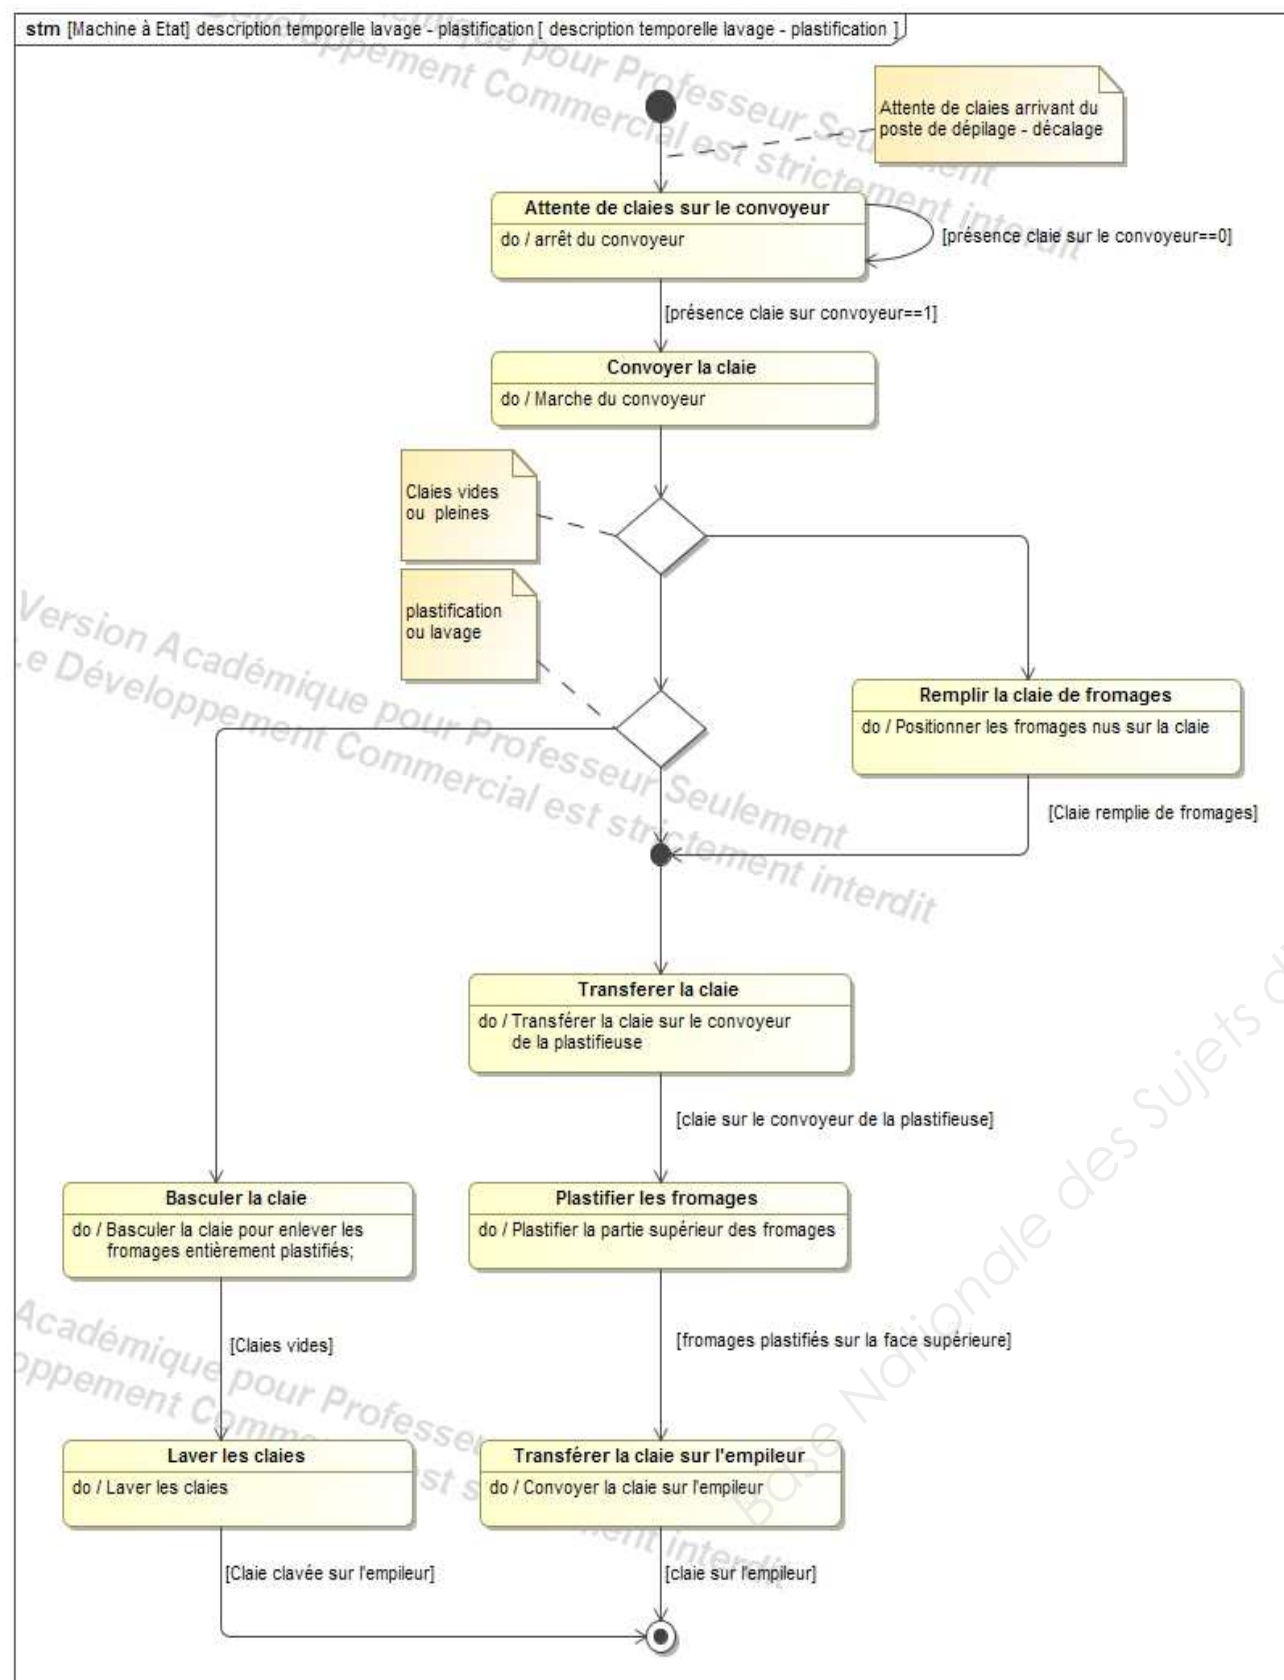 stm [Machine à Etat] description temporelle lavage - plastification [ description temporelle lavage - plastification ]
Attente de claies arrivant du
poste de dépilage - décalage
Attente de claies sur le convoyeur
do / arrêt du convoyeur
[présence claie sur le convoyeur==0]
[présence claie sur convoyeur==1]
Convoyer la claie
do / Marche du convoyeur
Claies vides
ou pleines
plastification
ou lavage
Remplir la claie de fromages
do / Positionner les fromages nus sur la claie
[Claie remplie de fromages]
Transferer la claie
do / Transférer la claie sur le convoyeur
de la plastifieuse
[claie sur le convoyeur de la plastifieuse]
Basculer la claie
do / Basculer la claie pour enlever les
fromages entièrement plastifiés;
Plastifier les fromages
do / Plastifier la partie supérieur des fromages
[Claies vides]
[fromages plastifiés sur la face supérieure]
Laver les claies
do / Laver les claies
Transférer la claie sur l'empileur
do / Convoyer la claie sur l'empileur
[Claie clavée sur l'empileur]
[claie sur l'empileur]
Version Académique pour Professeur Seulement
Le Développement Commercial est strictement interdit
Base Nationale des Sujets d